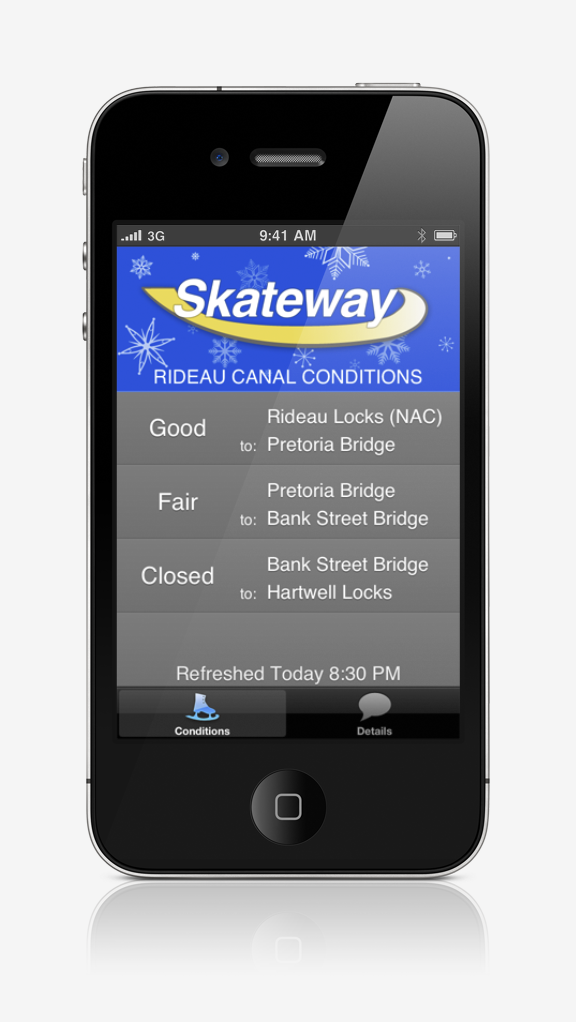 3G 9:41 AM
Skateway
RIDEAU CANAL CONDITIONS
Good
Rideau Locks (NAC)
to: Pretoria Bridge
Fair
Pretoria Bridge
to: Bank Street Bridge
Closed
Bank Street Bridge
to: Hartwell Locks
Refreshed Today 8:30 PM
Conditions Details